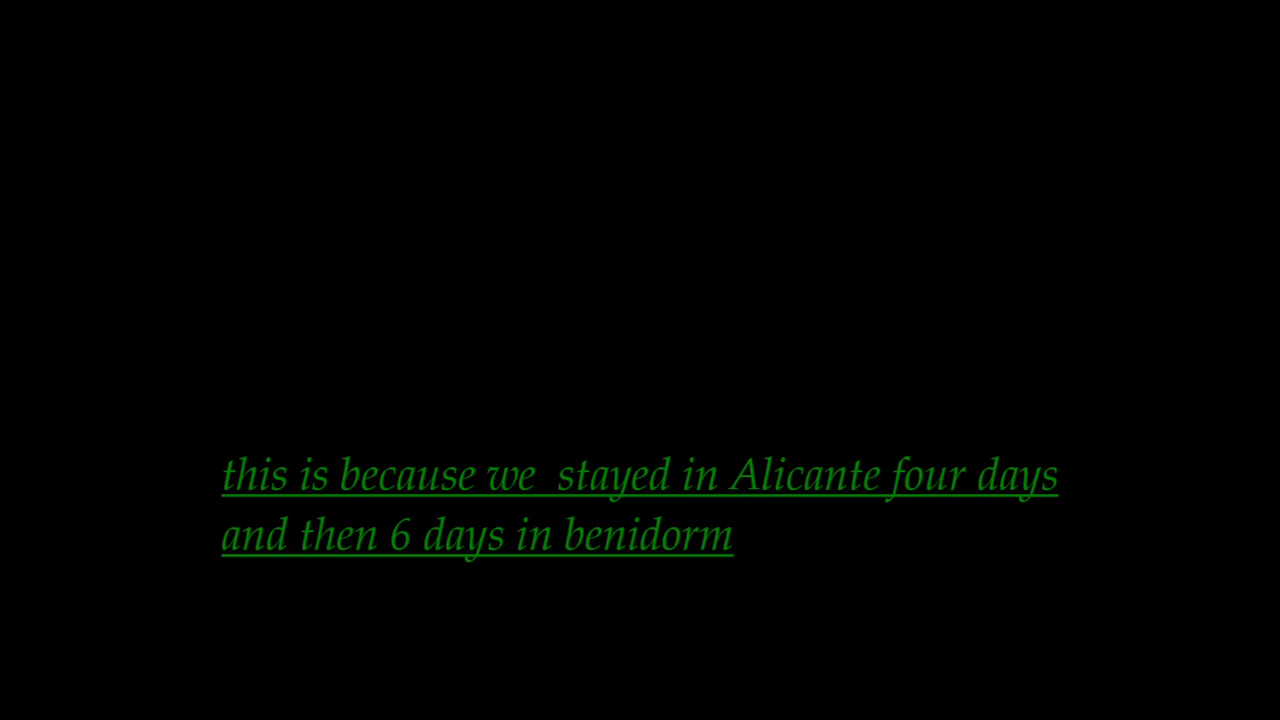 this is because we  stayed in Alicante four days
and then 6 days in benidorm